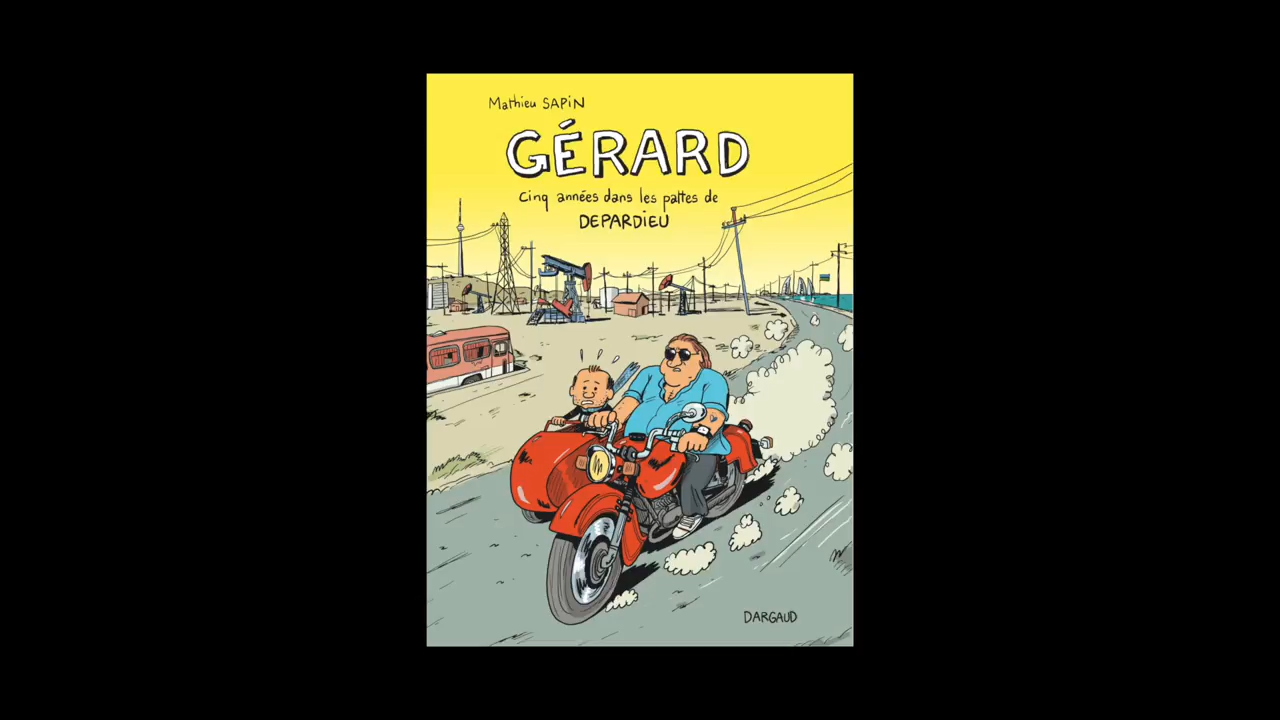 Mathieu SAPiN
GÉRARD
Cinq années dans les pattes de
DEPARDIEU
DARGAUD